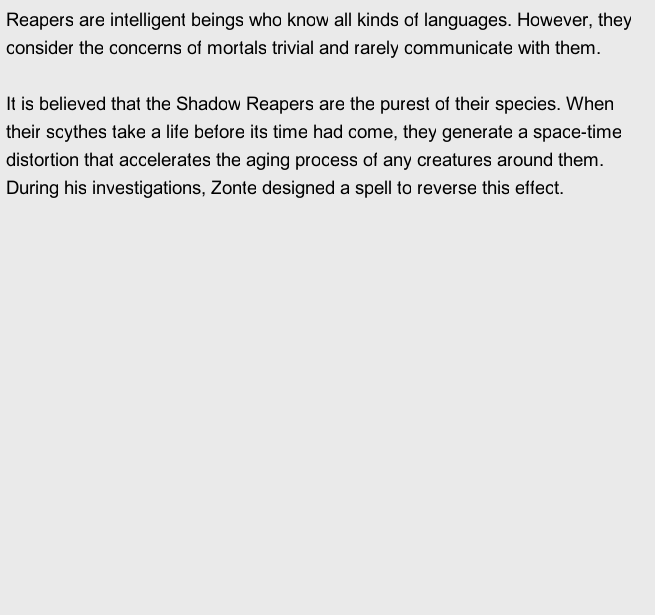 Reapers are intelligent beings who know all kinds of languages. However, they
consider the concerns of mortals trivial and rarely communicate with them.
It is believed that the Shadow Reapers are the purest of their species. When
their scythes take a life before its time had come, they generate a space-time
distortion that accelerates the aging process of any creatures around them.
During his investigations, Zonte designed a spell to reverse this effect.